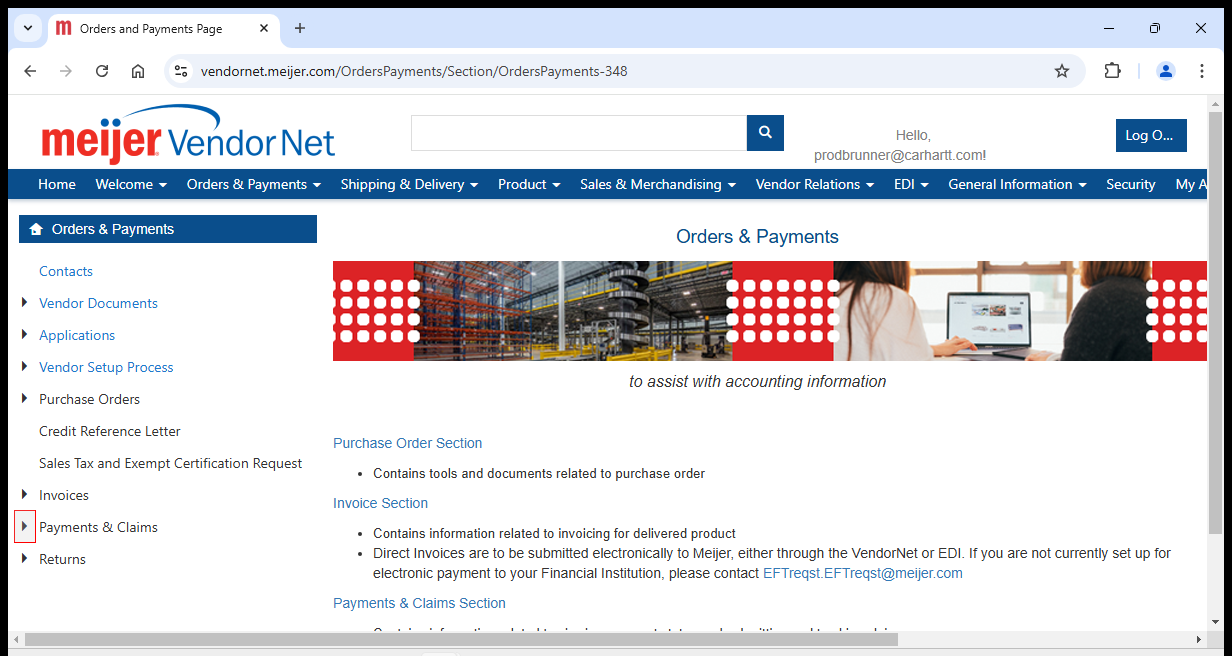 Orders and Payments Page
vendornet.meijer.com/OrdersPayments/Section/OrdersPayments-348
meijer VendorNet
Hello,
prodbrunner@carhartt.com!
Log O...
Home Welcome Orders & Payments Shipping & Delivery Product Sales & Merchandising Vendor Relations EDI General Information Security My A
Orders & Payments
Contacts
Vendor Documents
Applications
Vendor Setup Process
Purchase Orders
Credit Reference Letter
Sales Tax and Exempt Certification Request
Invoices
Payments & Claims
Returns
Orders & Payments
to assist with accounting information
Purchase Order Section
• Contains tools and documents related to purchase order
Invoice Section
• Contains information related to invoicing for delivered product
• Direct Invoices are to be submitted electronically to Meijer, either through the VendorNet or EDI. If you are not currently set up for
electronic payment to your Financial Institution, please contact EFTreqst.EFTreqst@meijer.com
Payments & Claims Section